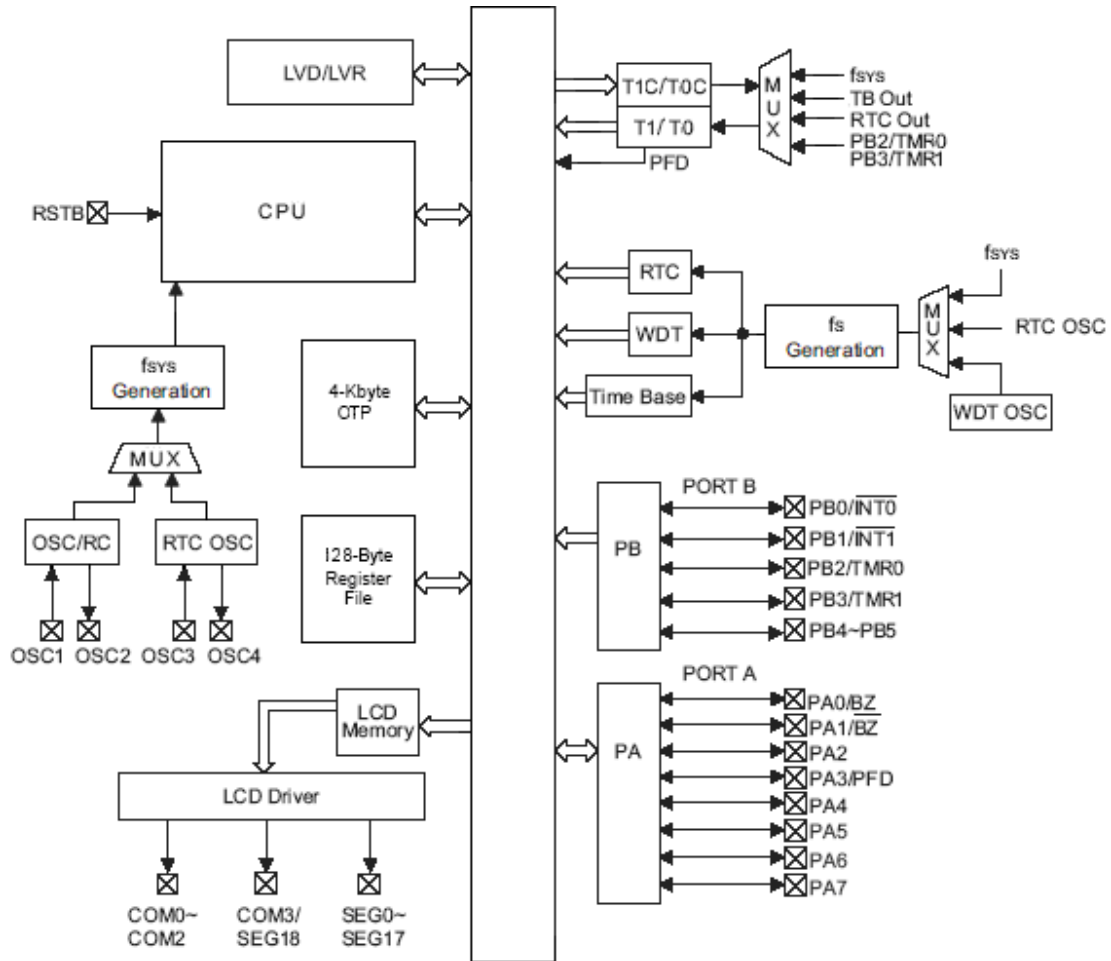 LVD/LVR
RSTB
CPU
fSYS
Generation
MUX
OSC/RC
RTC OSC
OSC1
OSC2
OSC3
OSC4
4-Kbyte
OTP
I28-Byte
Register
File
LCD
Memory
LCD Driver
COM0~
COM2
COM3/
SEG18
SEG0~
SEG17
T1C/T0C
T1/T0
PFD
MUX
fSYS
TB Out
RTC Out
PB2/TMR0
PB3/TMR1
RTC
WDT
Time Base
fs
Generation
MUX
fSYS
RTC OSC
WDT OSC
PORT B
PB
PB0/INT0
PB1/INT1
PB2/TMR0
PB3/TMR1
PB4~PB5
PORT A
PA
PA0/BZ
PA1/BZ
PA2
PA3/PFD
PA4
PA5
PA6
PA7